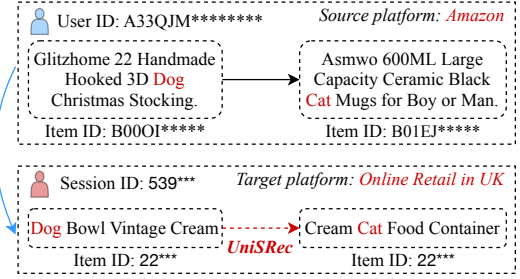 User ID: A33QJM********
Source platform: Amazon
Glitzhome 22 Handmade
Hooked 3D Dog
Christmas Stocking.
Item ID: B00OI*****
Asmwo 600ML Large
Capacity Ceramic Black
Cat Mugs for Boy or Man.
Item ID: B01EJ*****
Session ID: 539***
Target platform: Online Retail in UK
Dog Bowl Vintage Cream
Item ID: 22***
UniSRec
Cream Cat Food Container
Item ID: 22***